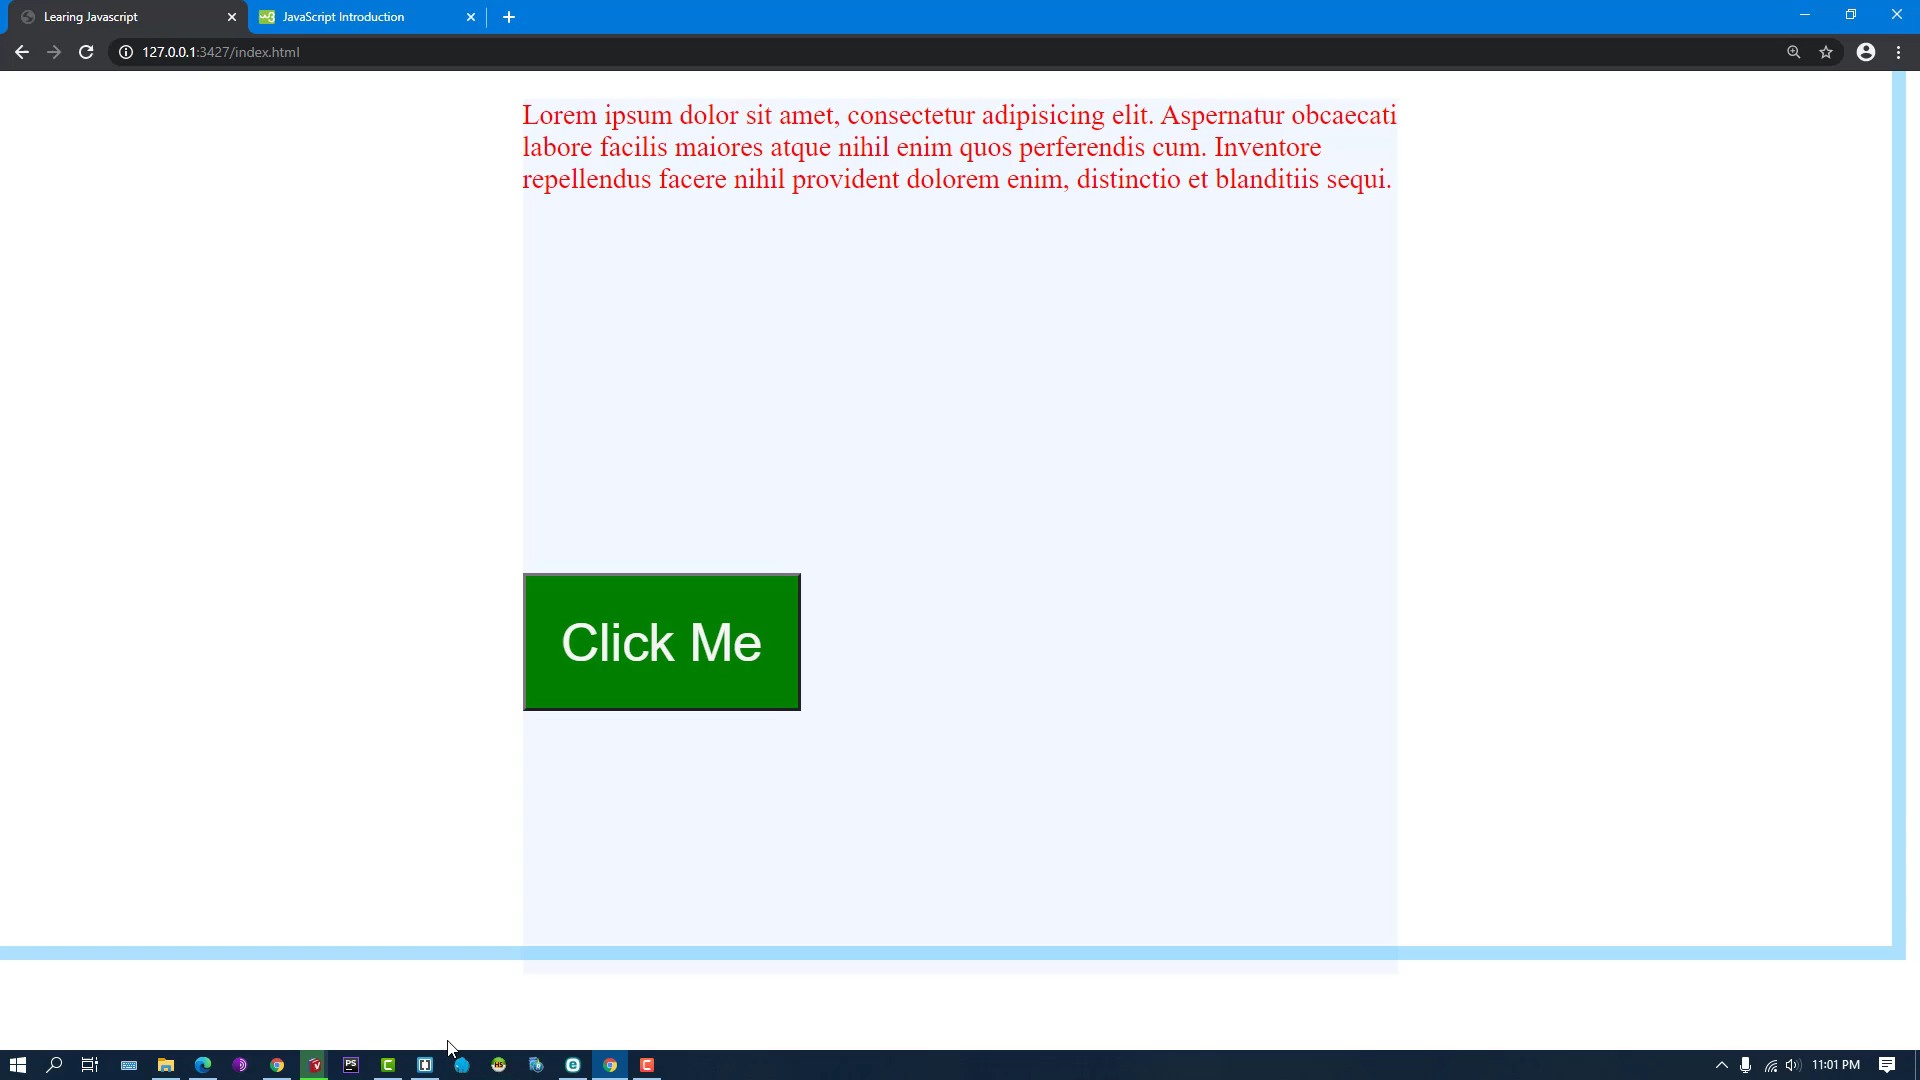 Learing Javascript
JavaScript Introduction
127.0.0.1:3427/index.html
Lorem ipsum dolor sit amet, consectetur adipisicing elit. Aspernatur obcaecati
labore facilis maiores atque nihil enim quos perferendis cum. Inventore
repellendus facere nihil provident dolorem enim, distinctio et blanditiis sequi.
Click Me
11:01 PM